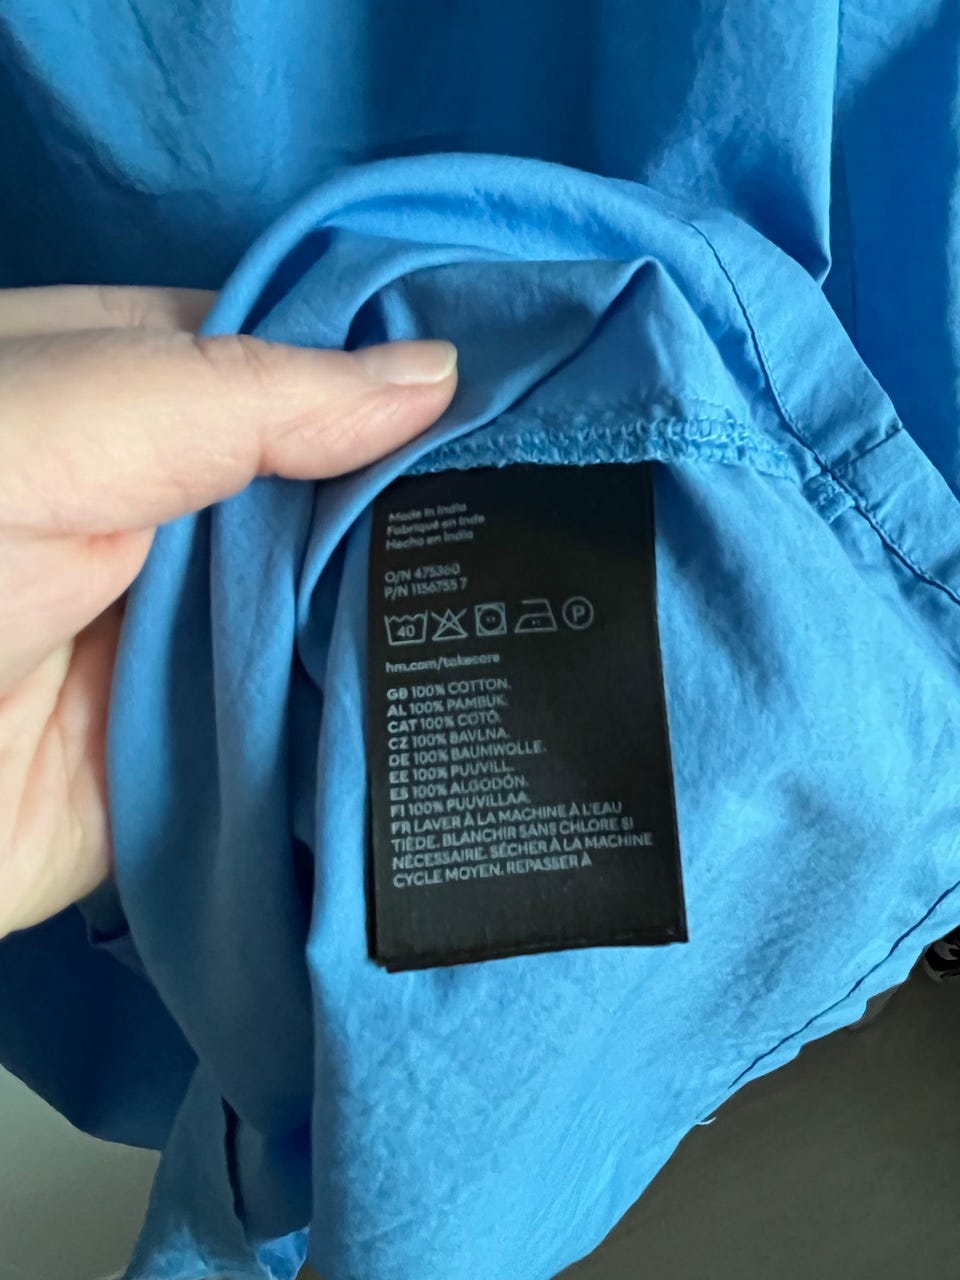 Made in India
Fabriqué en Inde
Hecho en India
O/N 475360
P/N 1156755 7
40 P
hm.com/takecare
GB 100% COTTON.
AL 100% PAMBUK.
CAT 100% COTÓ.
CZ 100% BAVLNA.
DE 100% BAUMWOLLE.
EE 100% PUUVILL.
ES 100% ALGODÓN.
FI 100% PUUVILLAA.
FR LAVER À LA MACHINE À L'EAU
TIÈDE. BLANCHIR SANS CHLORE SI
NÉCESSAIRE. SÉCHER À LA MACHINE
CYCLE MOYEN. REPASSER À